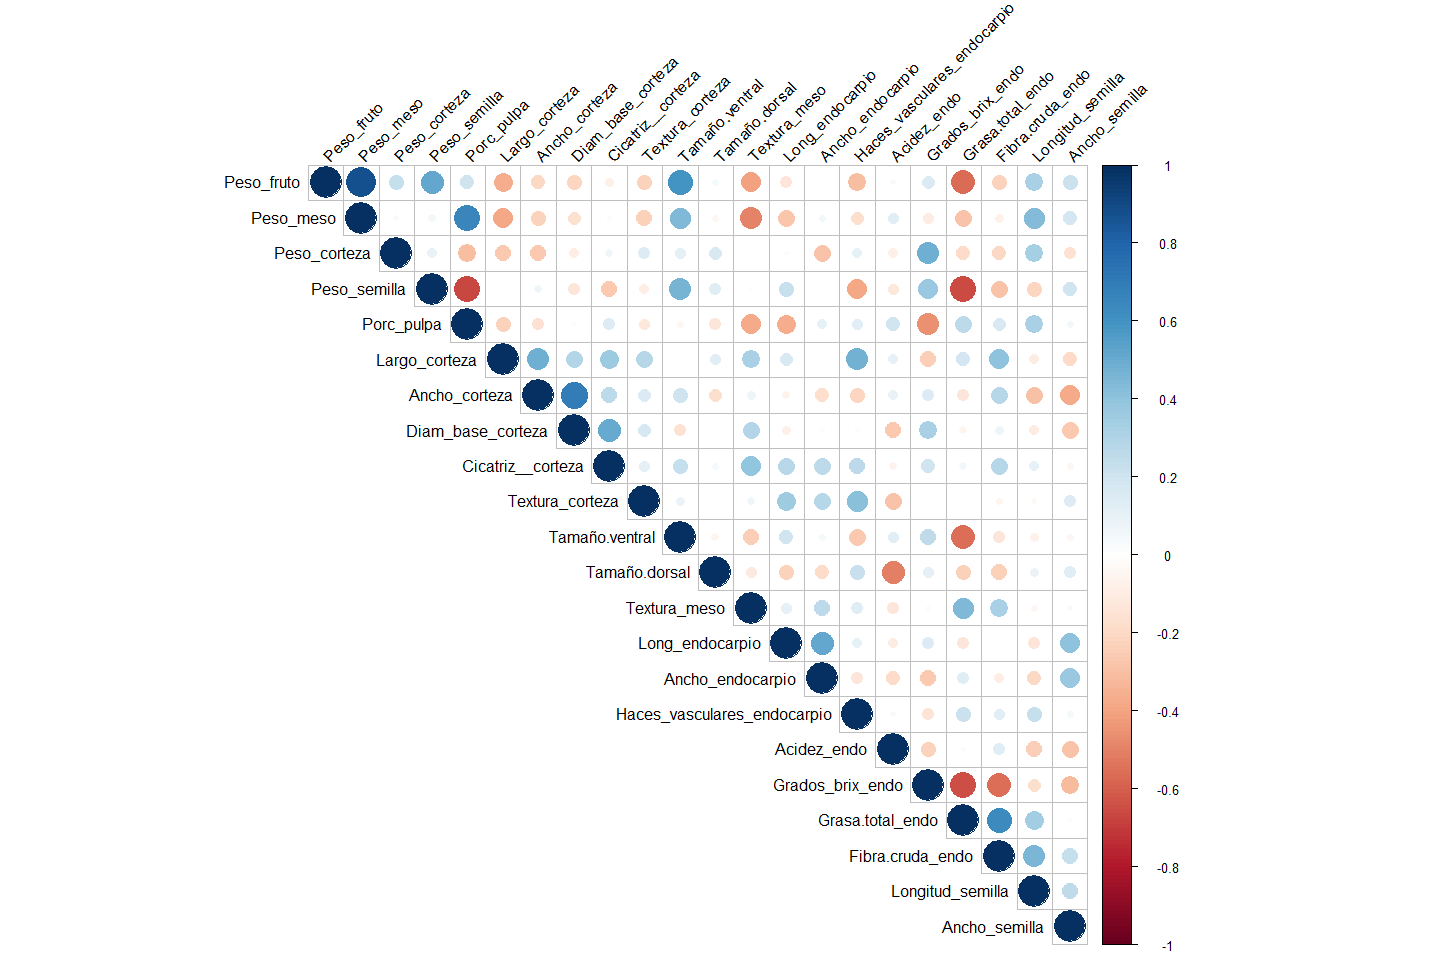 Peso_fruto
Peso_meso
Peso_corteza
Peso_semilla
Porc_pulpa
Largo_corteza
Ancho_corteza
Diam_base_corteza
Cicatriz__corteza
Textura_corteza
Tamaño.ventral
Tamaño.dorsal
Textura_meso
Long_endocarpio
Ancho_endocarpio
Haces_vasculares_endocarpio
Acidez_endo
Grados_brix_endo
Grasa.total_endo
Fibra.cruda_endo
Longitud_semilla
Ancho_semilla
Peso_fruto
Peso_meso
Peso_corteza
Peso_semilla
Porc_pulpa
Largo_corteza
Ancho_corteza
Diam_base_corteza
Cicatriz__corteza
Textura_corteza
Tamaño.ventral
Tamaño.dorsal
Textura_meso
Long_endocarpio
Ancho_endocarpio
Haces_vasculares_endocarpio
Acidez_endo
Grados_brix_endo
Grasa.total_endo
Fibra.cruda_endo
Longitud_semilla
Ancho_semilla
1
0.8
0.6
0.4
0.2
0
-0.2
-0.4
-0.6
-0.8
-1